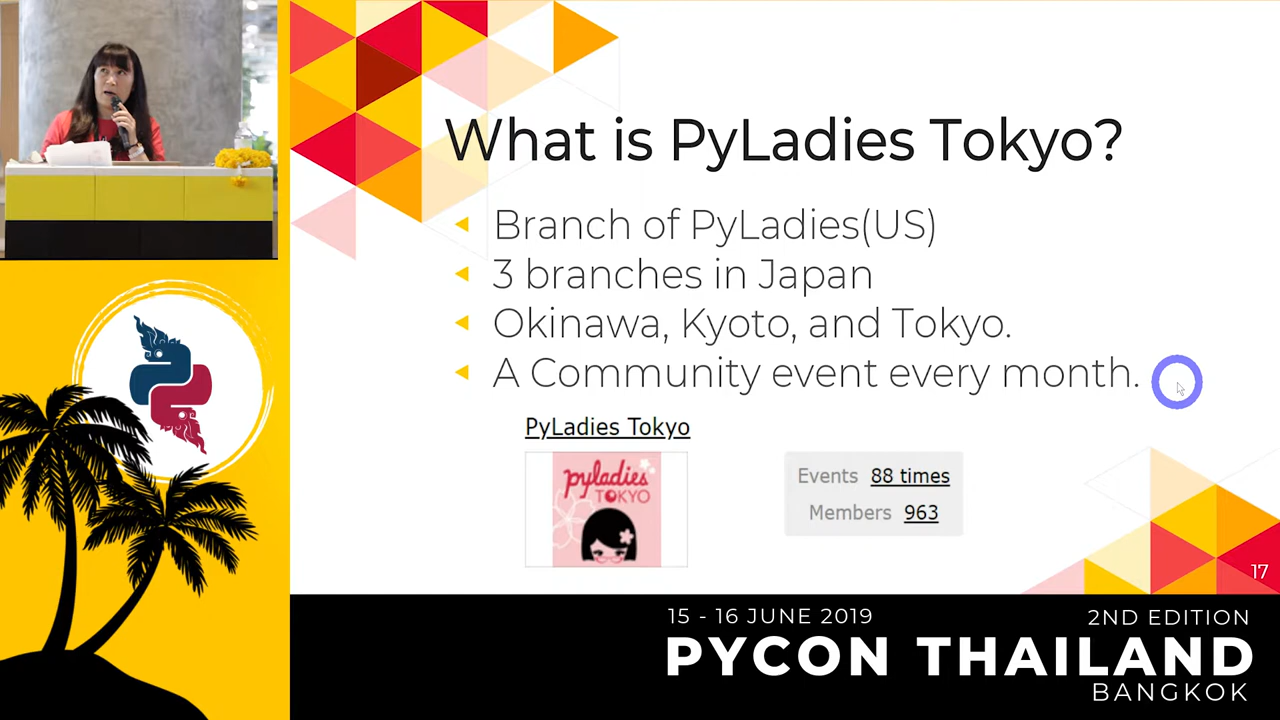 What is PyLadies Tokyo?
Branch of PyLadies(US)
3 branches in Japan
Okinawa, Kyoto, and Tokyo.
A Community event every month.
PyLadies Tokyo
pyladies
TOKYO
Events 88 times
Members 963
17
15 - 16 JUNE 2019
2ND EDITION
PYCON THAILAND
BANGKOK